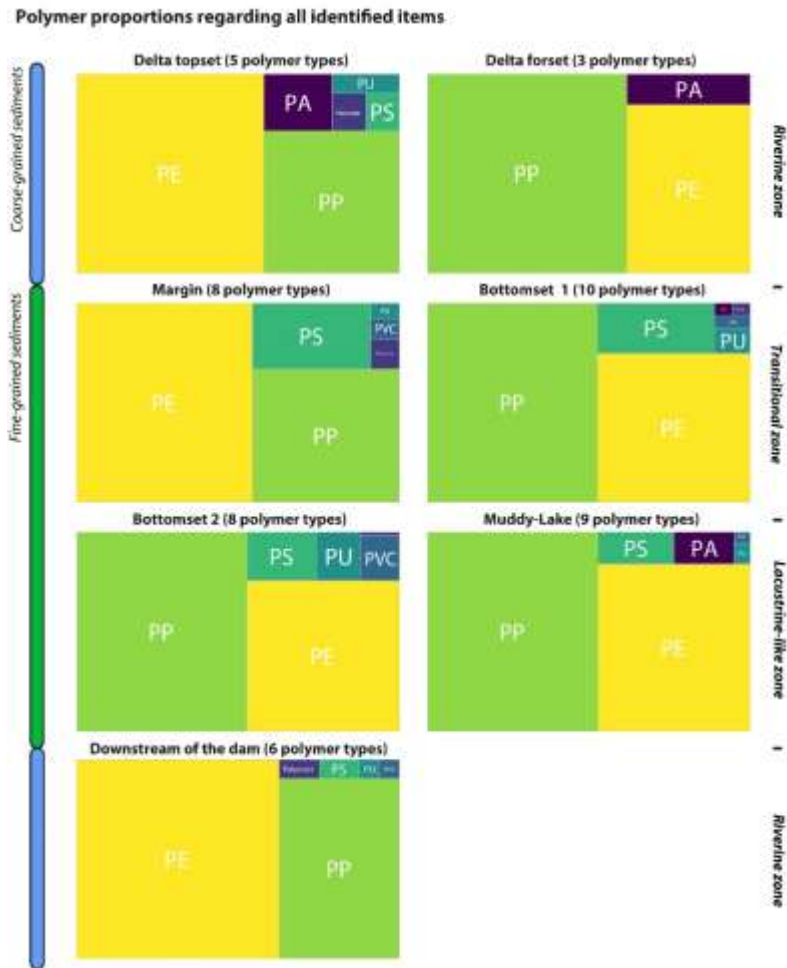 Polymer proportions regarding all identified items
Coarse-grained sediments
Fine-grained sediments
Delta topset (5 polymer types)
PE
PA
PU
PS
PP
Delta forset (3 polymer types)
PP
PA
PE
Riverine zone
Margin (8 polymer types)
PE
PS
PVC
PP
Bottomset 1 (10 polymer types)
PP
PS
PU
PE
Transitional zone
Bottomset 2 (8 polymer types)
PP
PS
PU
PVC
PE
Muddy-Lake (9 polymer types)
PP
PS
PA
PE
Locustrine-like zone
Downstream of the dam (6 polymer types)
PE
PS
PU
PP
Riverine zone